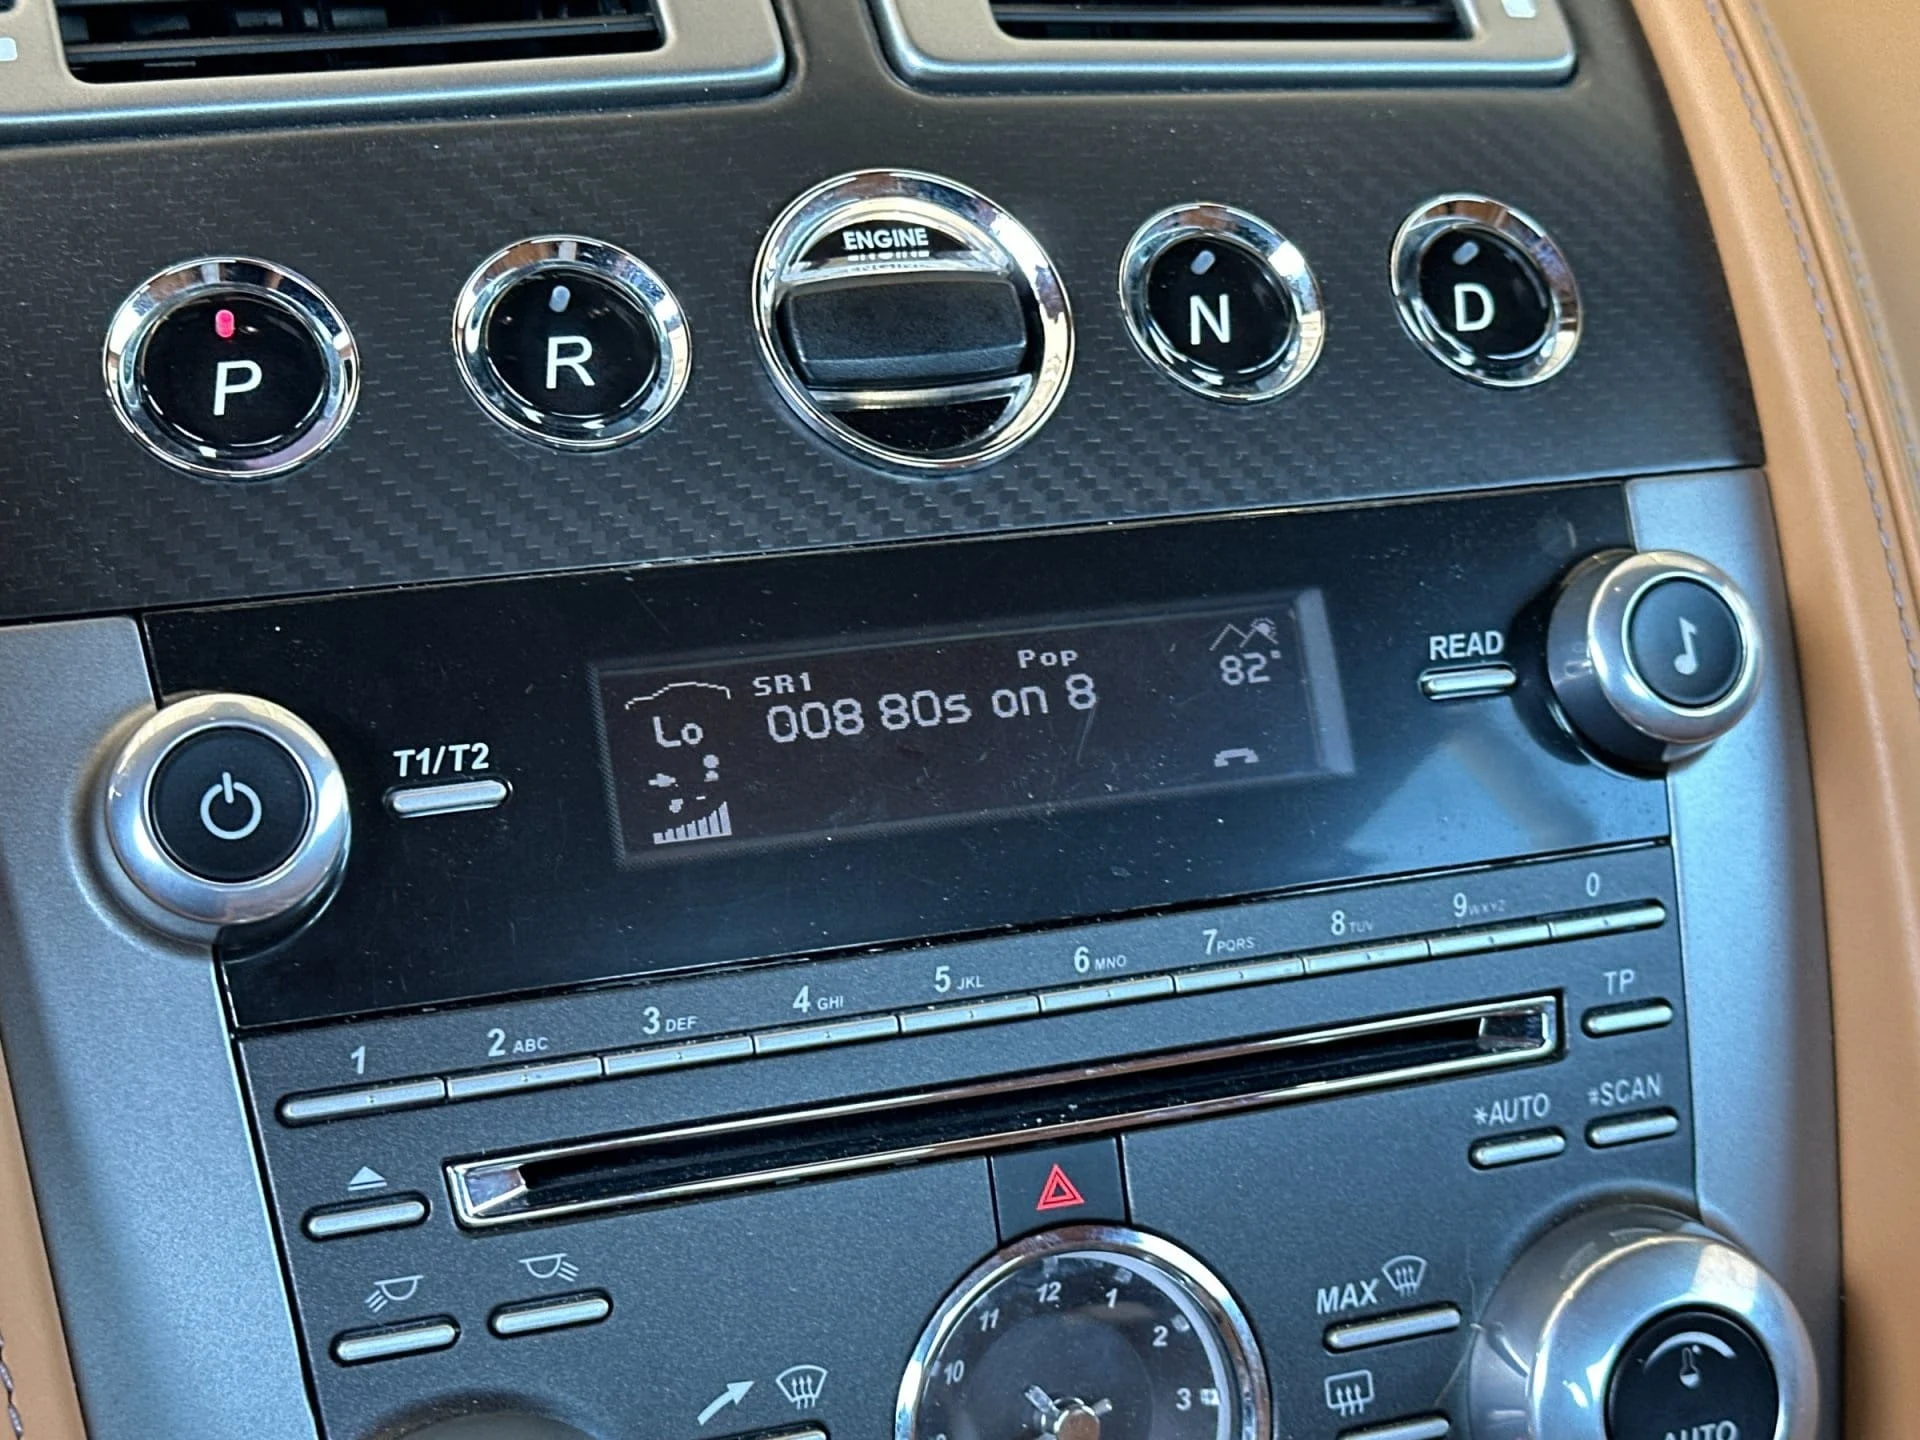 ENGINE
P
R
N
D
READ
T1/T2
SR1
Pop
82°
Lo
008 80s on 8
1
2 ABC
3 DEF
4 GHI
5 JKL
6 MNO
7 PQRS
8 TUV
9 WXYZ
0
TP
*AUTO
#SCAN
MAX
12
1
2
3
11
10
AUTO